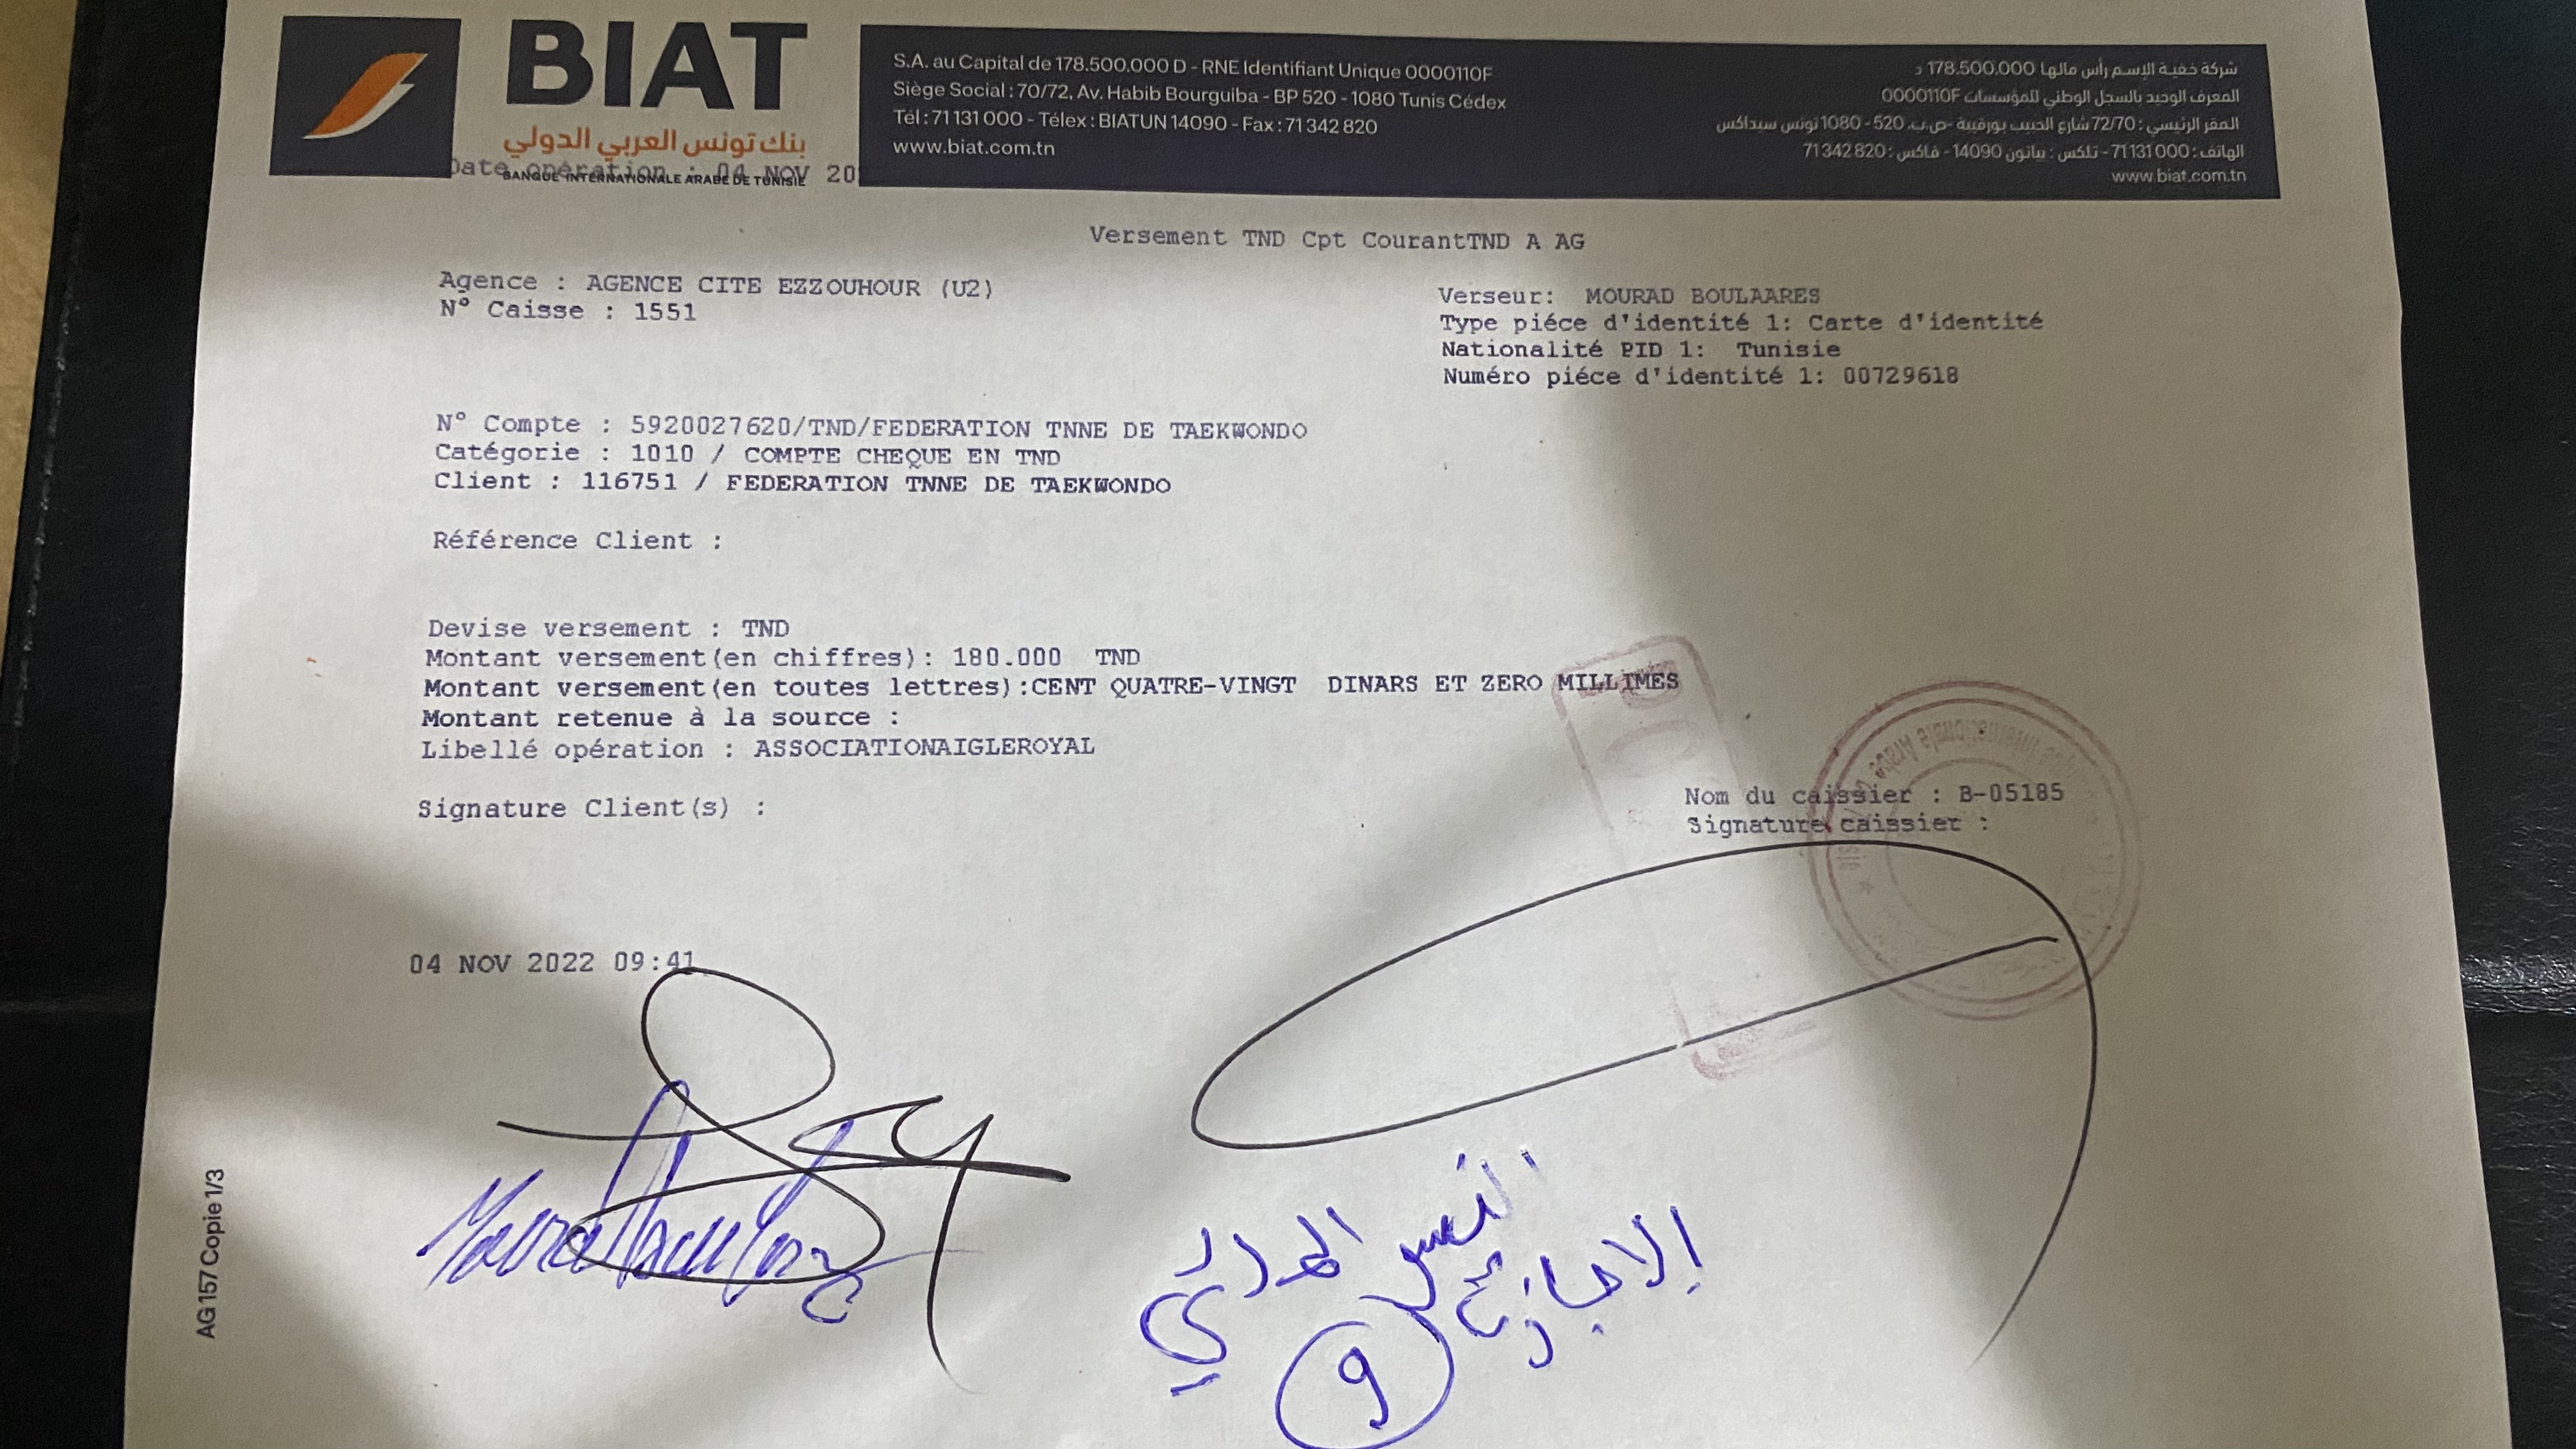 BIAT
بنك تونس العربي الدولي
BANQUE INTERNATIONALE ARABE DE TUNISIE
Date opération : 04 NOV 20
S.A. au Capital de 178.500.000 D - RNE Identifiant Unique 0000110F
Siège Social : 70/72, Av. Habib Bourguiba - BP 520 - 1080 Tunis Cédex
Tél : 71 131 000 - Télex : BIATUN 14090 - Fax : 71 342 820
www.biat.com.tn
شركة خفية الإسم رأس مالها 178.500.000 د
المعرف الوحيد بالسجل الوطني للمؤسسات 0000110F
المقر الرئيسي : 72/70 شارع الحبيب بورقيبة -ص.ب. 520 - 1080 تونس سيداكس
الهاتف : 71131000 - تلكس : بياتون 14090 - فاكس : 71342820
www.biat.com.tn
Versement TND Cpt CourantTND A AG
Agence : AGENCE CITE EZZOUHOUR (U2)
N° Caisse : 1551
Verseur: MOURAD BOULAARES
Type piéce d'identité 1: Carte d'identité
Nationalité PID 1: Tunisie
Numéro piéce d'identité 1: 00729618
N° Compte : 5920027620/TND/FEDERATION TNNE DE TAEKWONDO
Catégorie : 1010 / COMPTE CHEQUE EN TND
Client : 116751 / FEDERATION TNNE DE TAEKWONDO
Référence Client :
Devise versement : TND
Montant versement(en chiffres): 180.000 TND
Montant versement(en toutes lettres):CENT QUATRE-VINGT DINARS ET ZERO MILLIMES
Montant retenue à la source :
Libellé opération : ASSOCIATIONAIGLEROYAL
Signature Client(s) :
Nom du caissier : B-05185
Signature caissier :
04 NOV 2022 09:41
الإجازة
9
AG 157 Copie 1/3